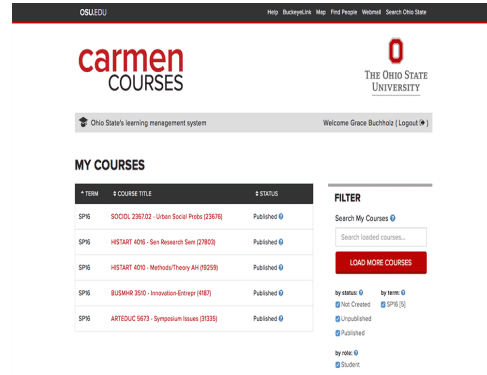 OSU.EDU
Help BuckeyeLink Map Find People Webmail Search Ohio State
carmen
COURSES
THE OHIO STATE
UNIVERSITY
Ohio State's learning management system
Welcome Grace Buchholz ( Logout )
MY COURSES
TERM COURSE TITLE STATUS
SP16 SOCIOL 2367.02 - Urban Social Probs (23676) Published
SP16 HISTART 4016 - Sen Research Sem (27803) Published
SP16 HISTART 4010 - Methods/Theory AH (19259) Published
SP16 BUSMHR 3510 - Innovation-Entrepr (4187) Published
SP16 ARTEDUC 5673 - Symposium Issues (31335) Published
FILTER
Search My Courses
Search loaded courses...
LOAD MORE COURSES
by status: by term:
Not Created SP16 [5]
Unpublished
Published
by role:
Student